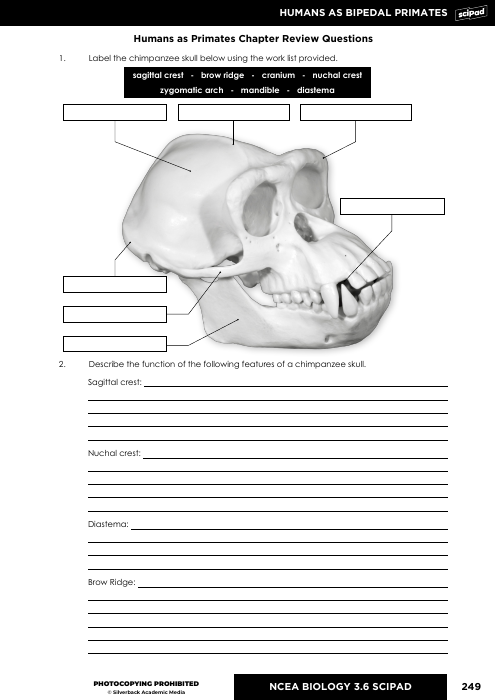 HUMANS AS BIPEDAL PRIMATES
scipad
Humans as Primates Chapter Review Questions
1. Label the chimpanzee skull below using the work list provided.
sagittal crest - brow ridge - cranium - nuchal crest
zygomatic arch - mandible - diastema
2. Describe the function of the following features of a chimpanzee skull.
Sagittal crest:
Nuchal crest:
Diastema:
Brow Ridge:
PHOTOCOPYING PROHIBITED
© Silverback Academic Media
NCEA BIOLOGY 3.6 SCIPAD
249